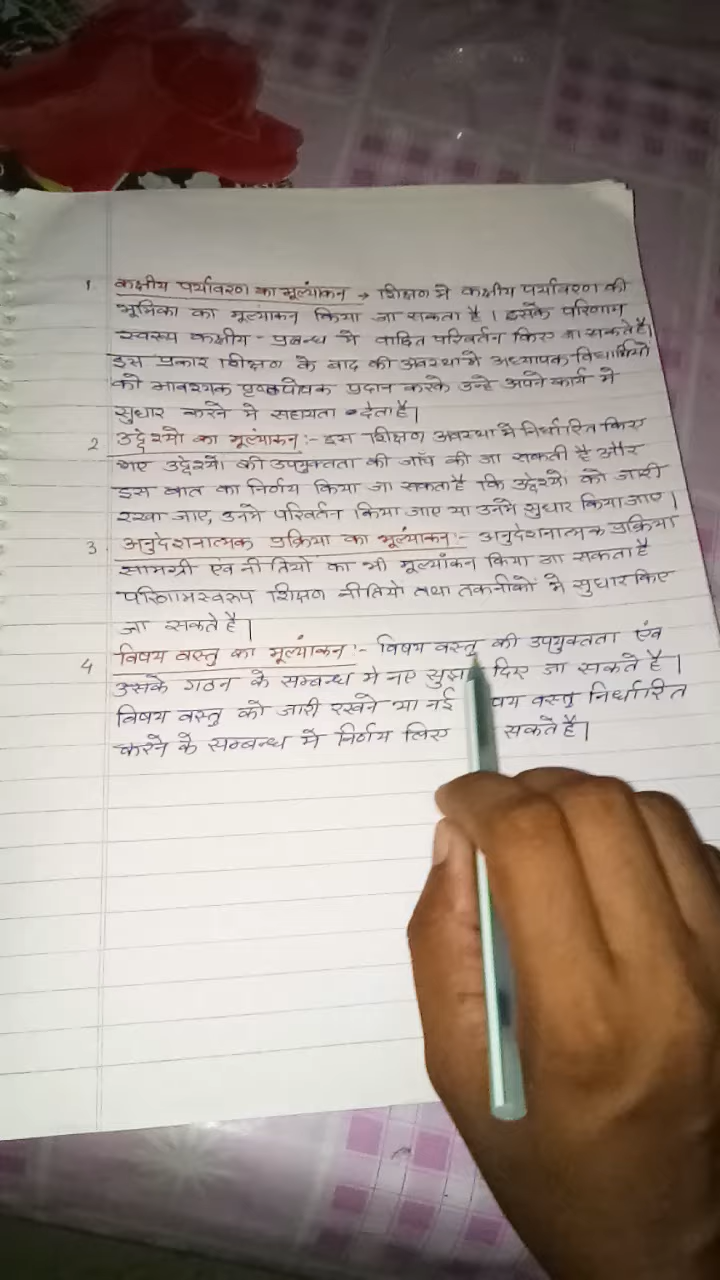 1. कक्षीय पर्यावरण का मूल्यांकन → शिक्षण में कक्षीय पर्यावरण की
भूमिका का मूल्यांकन किया जा सकता है। इसके परिणाम
स्वरूप कक्षीय - प्रबन्ध में वांछित परिवर्तन किए जा सकते है।
इस प्रकार शिक्षण के बाद की अवस्था में अध्यापक विद्यार्थियों
को आवश्यक पृष्ठपोषक प्रदान करके उन्हे अपने कार्य में
सुधार करने में सहायता देता है।
2 उद्देश्यों का मूल्यांकन :- इस शिक्षण अवस्था में निर्धारित किए
गए उद्देश्यों की उपयुक्तता की जाँच की जा सकती है और
इस बात का निर्णय किया जा सकता है कि उद्देश्यों को जारी
रखा जाए, उनमें परिवर्तन किया जाए या उनमें सुधार किया जाए।
3. अनुदेशनात्मक प्रक्रिया का मूल्यांकन :- अनुदेशनात्मक प्रक्रिया
सामग्री एंव नीतियों का भी मूल्यांकन किया जा सकता है
परिणामस्वरूप शिक्षण नीतियों तथा तकनीकों में सुधार किए
जा सकते है।
4 विषय वस्तु का मूल्यांकन :- विषय वस्तु की उपयुक्तता एंव
उसके गठन के सम्बन्ध में नए दिए जा सकते है।
विषय वस्तु को जारी रखने या नई वस्तु निर्धारित
करने के सम्बन्ध में निर्णय लिए सकते है।